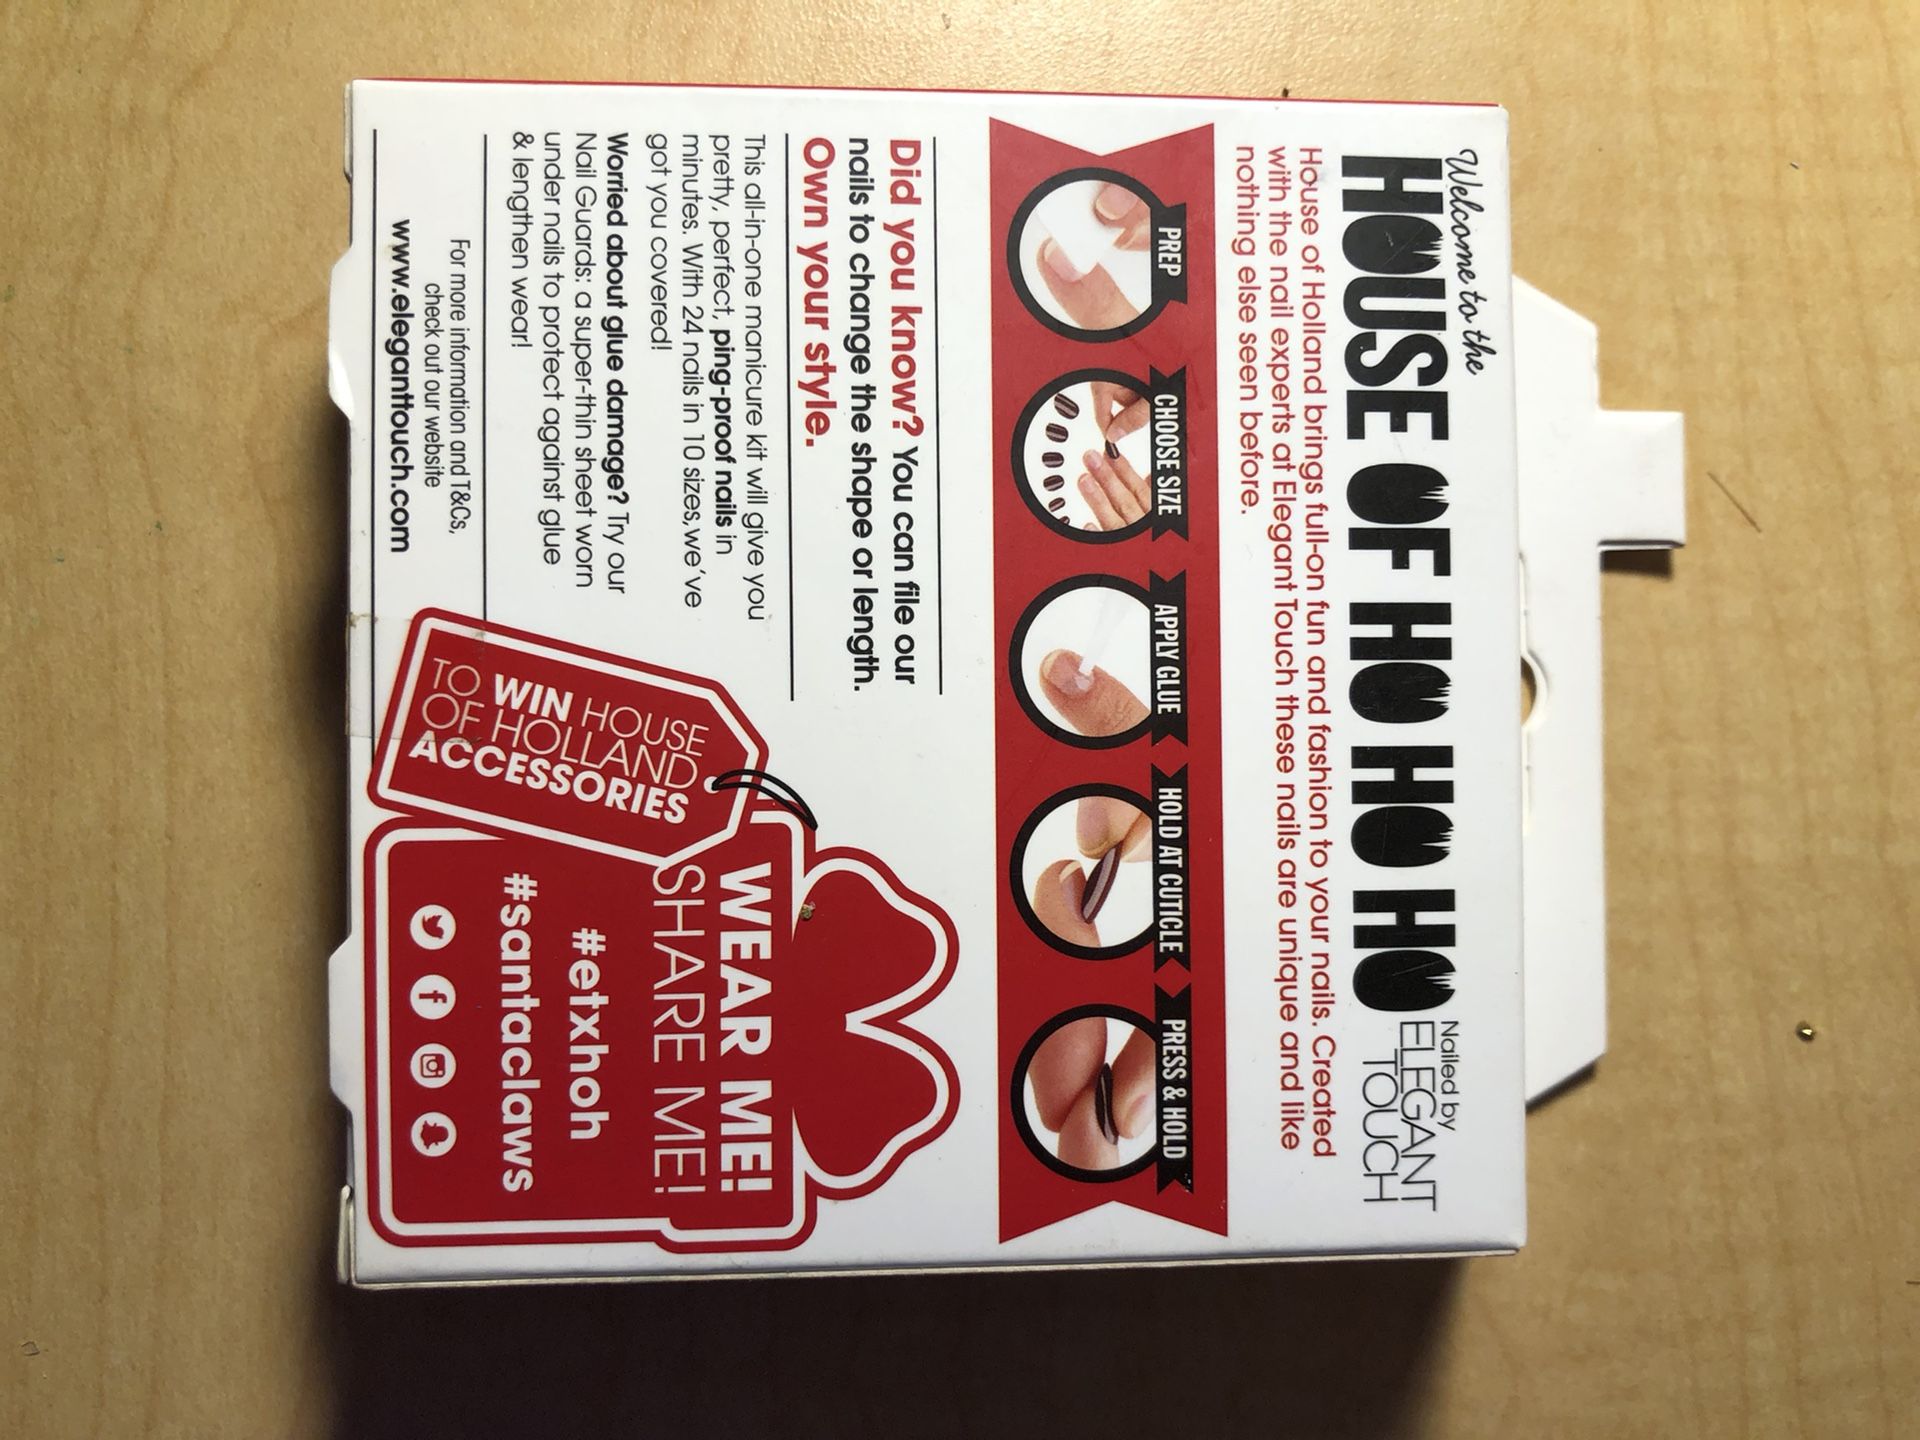 Welcome to the
HOUSE OF HO HO HO
Nailed by
ELEGANT
TOUCH
House of Holland brings full-on fun and fashion to your nails. Created
with the nail experts at Elegant Touch these nails are unique and like
nothing else seen before.
PREP
CHOOSE SIZE
APPLY GLUE
HOLD AT CUTICLE
PRESS & HOLD
Did you know? You can file our
nails to change the shape or length.
Own your style.
This all-in-one manicure kit will give you
pretty, perfect, ping-proof nails in
minutes. With 24 nails in 10 sizes,we've
got you covered!
Worried about glue damage? Try our
Nail Guards: a super-thin sheet worn
under nails to protect against glue
& lengthen wear!
For more information and T&Cs,
check out our website
www.eleganttouch.com
TO WIN HOUSE
OF HOLLAND
ACCESSORIES
WEAR ME!
SHARE ME!
#etxhoh
#santaclaws